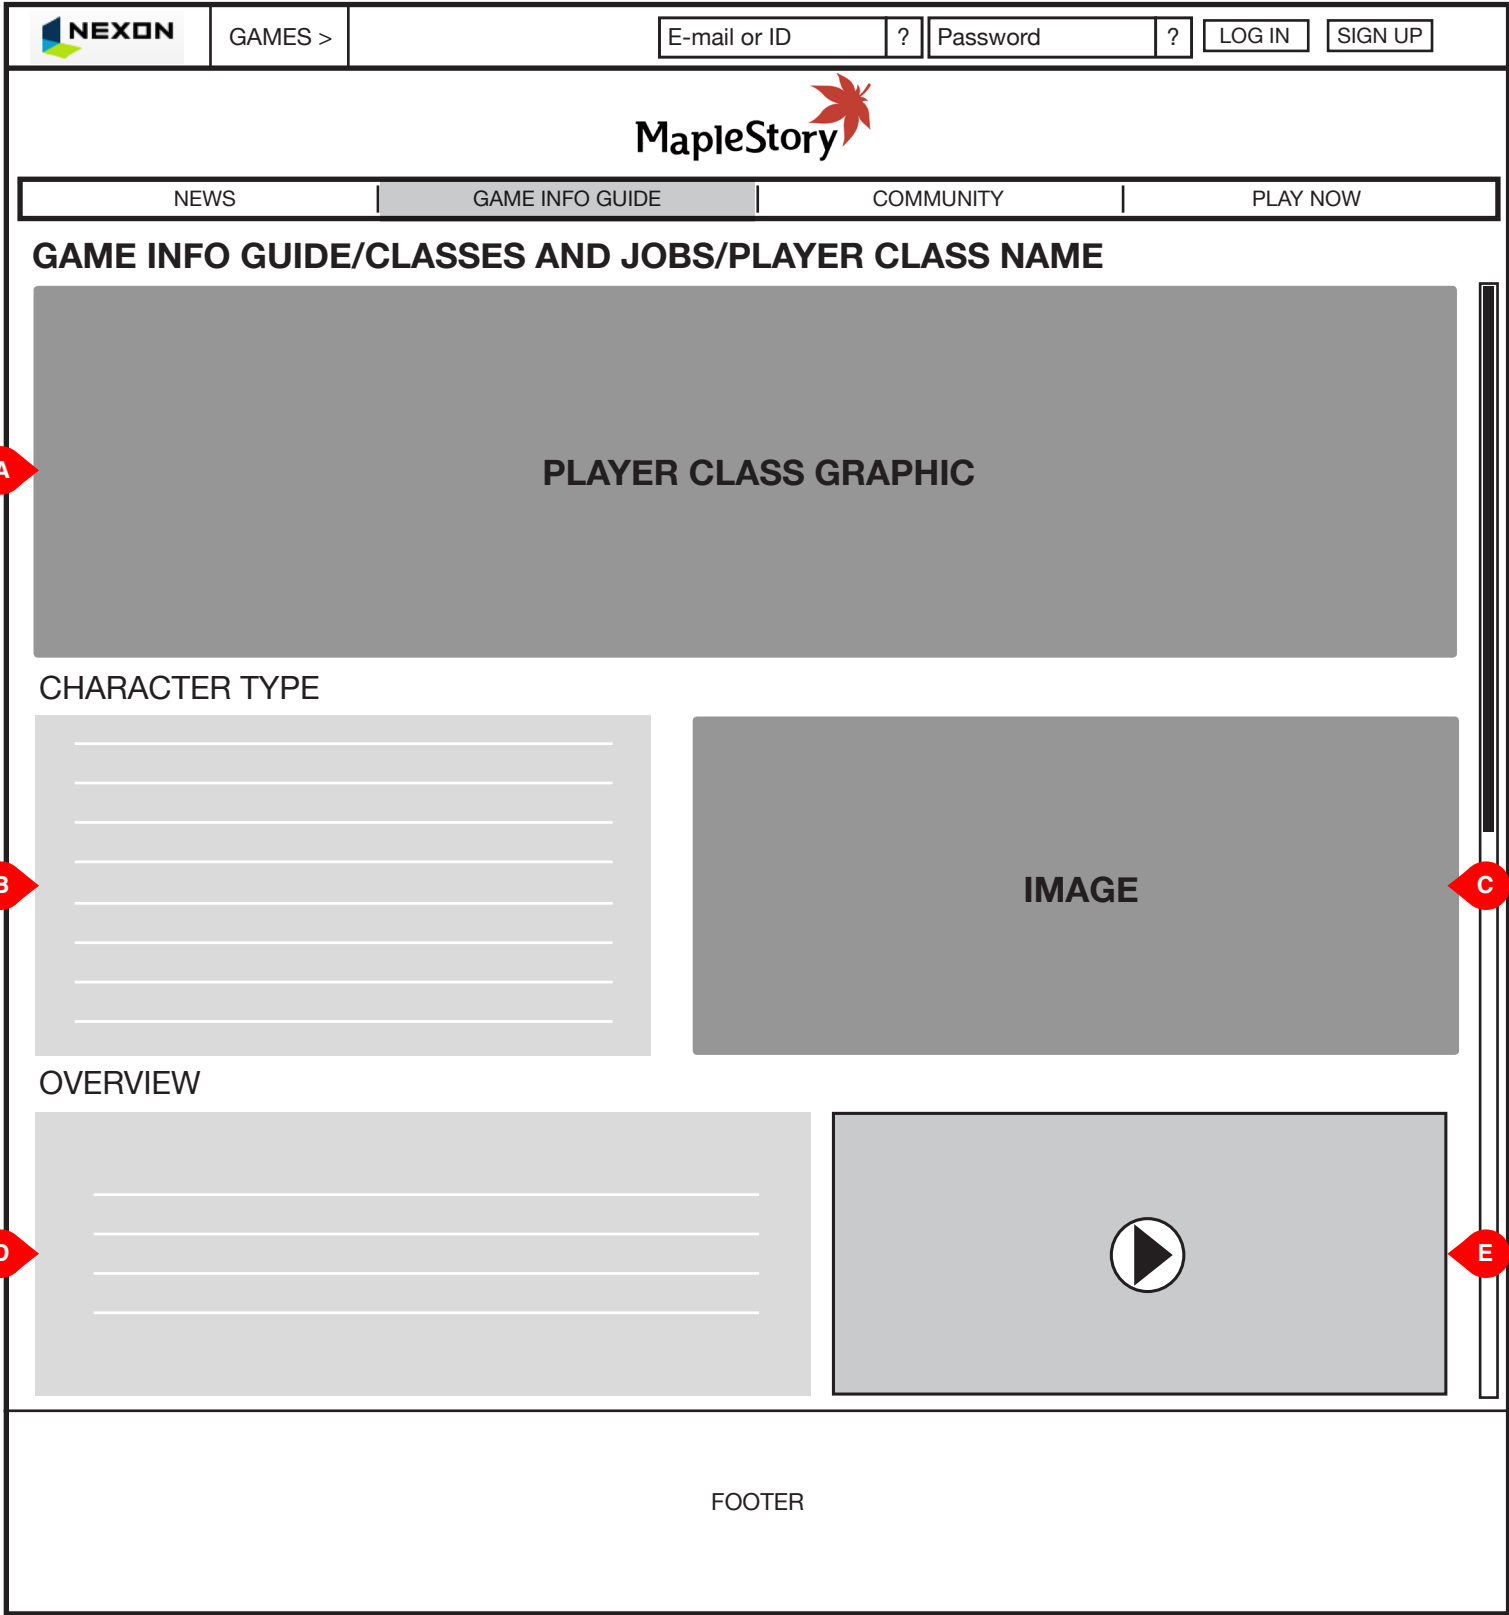 NEXON
GAMES >
E-mail or ID
?
Password
?
LOG IN
SIGN UP
MapleStory
NEWS
GAME INFO GUIDE
COMMUNITY
PLAY NOW
GAME INFO GUIDE/CLASSES AND JOBS/PLAYER CLASS NAME
A
PLAYER CLASS GRAPHIC
CHARACTER TYPE
B
IMAGE
C
OVERVIEW
D
E
FOOTER